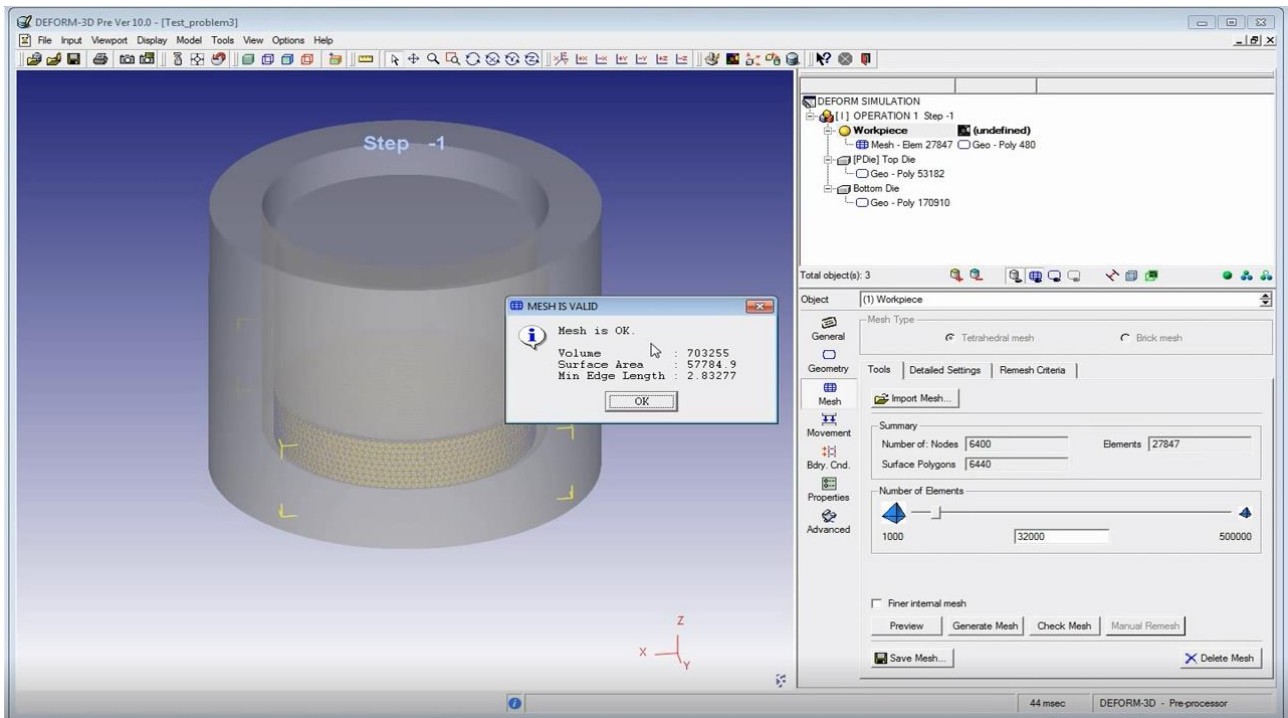 DEFORM-3D Pre Ver 10.0 - [Test_problem3]
File Input Viewport Display Model Tools View Options Help
Step -1
DEFORM SIMULATION
[1] OPERATION 1 Step -1
Workpiece (undefined)
Mesh - Elem 27847 Geo - Poly 480
[PDie] Top Die
Geo - Poly 53182
Bottom Die
Geo - Poly 170910
Total object(s): 3
Object (1) Workpiece
General
Geometry
Mesh
Movement
Bdry. Cnd.
Properties
Advanced
Mesh Type
Tetrahedral mesh Brick mesh
Tools Detailed Settings Remesh Criteria
Import Mesh...
Summary
Number of: Nodes 6400 Elements 27847
Surface Polygons 6440
Number of Elements
1000 32000 500000
Finer internal mesh
Preview Generate Mesh Check Mesh Manual Remesh
Save Mesh... Delete Mesh
MESH IS VALID
Mesh is OK.
Volume : 703255
Surface Area : 57784.9
Min Edge Length : 2.83277
OK
Z
X
Y
44 msec DEFORM-3D - Pre-processor